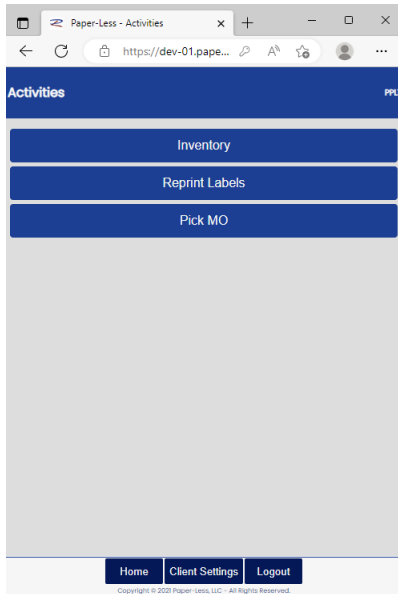 Paper-Less - Activities
https://dev-01.pape...
Activities
PPL
Inventory
Reprint Labels
Pick MO
Home
Client Settings
Logout
Copyright © 2021 Paper-Less, LLC - All Rights Reserved.